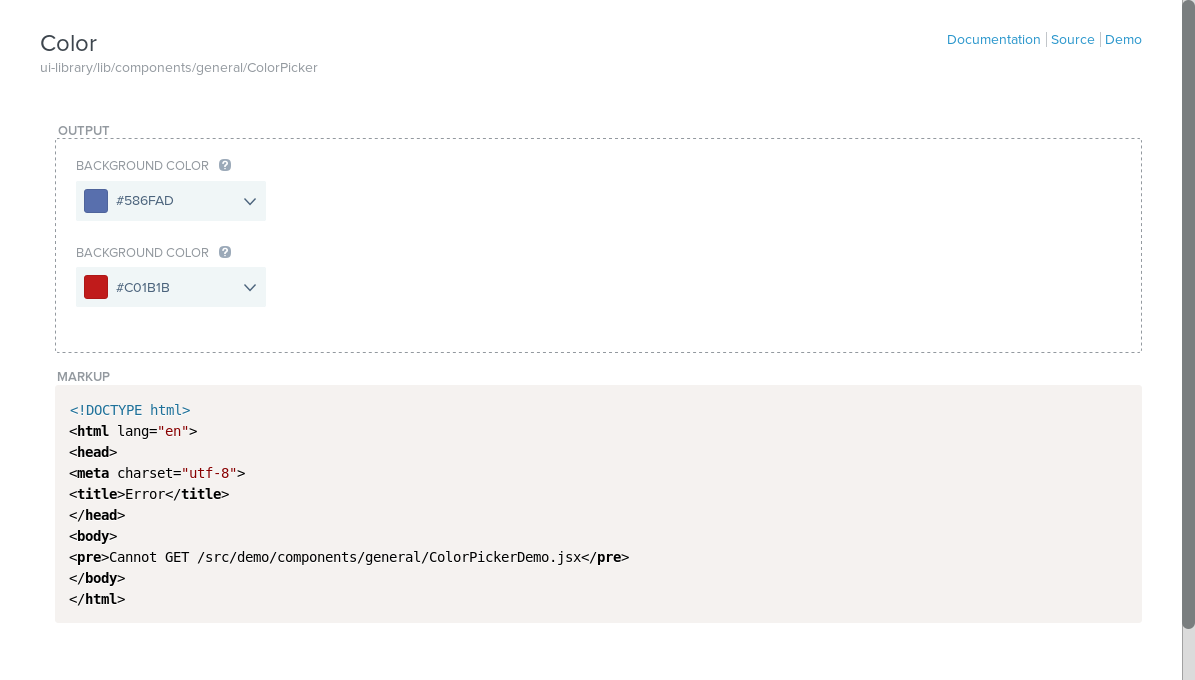 Color
Documentation Source Demo
ui-library/lib/components/general/ColorPicker
OUTPUT
BACKGROUND COLOR ?
#586FAD
BACKGROUND COLOR ?
#C01B1B
MARKUP
<!DOCTYPE html>
<html lang="en">
<head>
<meta charset="utf-8">
<title>Error</title>
</head>
<body>
<pre>Cannot GET /src/demo/components/general/ColorPickerDemo.jsx</pre>
</body>
</html>